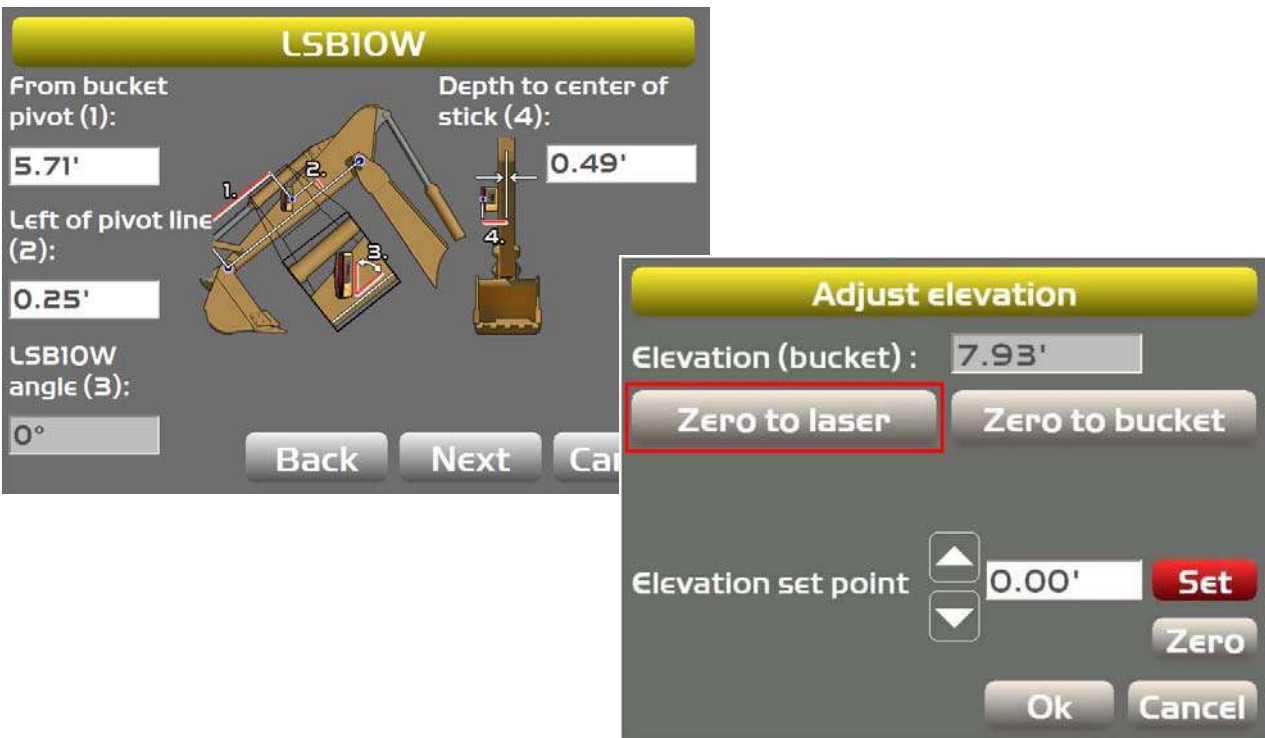 LSB10W
From bucket
pivot (1):
5.71'
Depth to center of
stick (4):
0.49'
1.
2.
3.
4.
Left of pivot line
(2):
0.25'
LSB10W
angle (3):
0°
Back
Next
Adjust elevation
Elevation (bucket) :
7.93'
Zero to laser
Zero to bucket
Elevation set point
0.00'
Set
Zero
Ok
Cancel